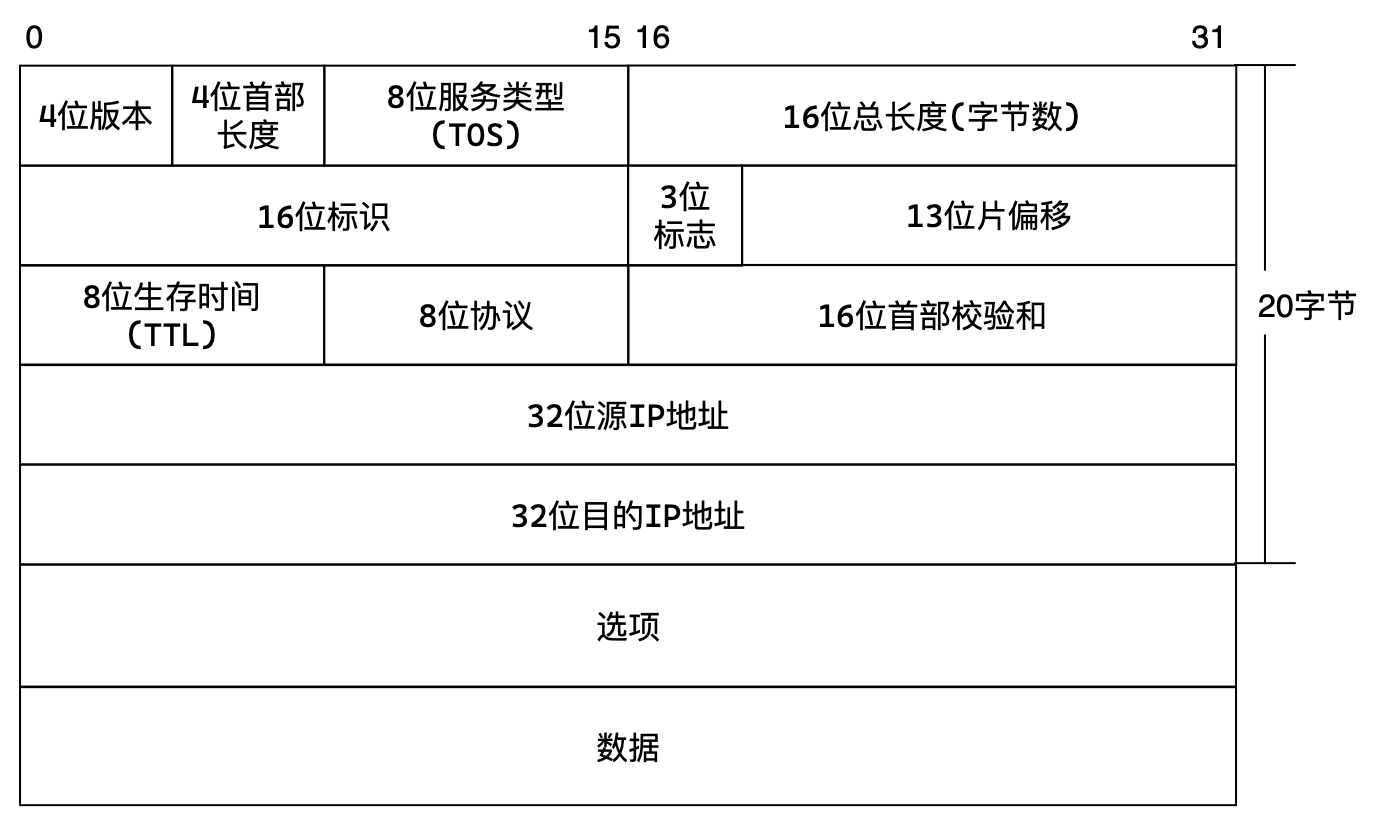 0
15
16
31
4位版本
4位首部
长度
8位服务类型
(TOS)
16位总长度(字节数)
16位标识
3位
标志
13位片偏移
8位生存时间
(TTL)
8位协议
16位首部校验和
20字节
32位源IP地址
32位目的IP地址
选项
数据